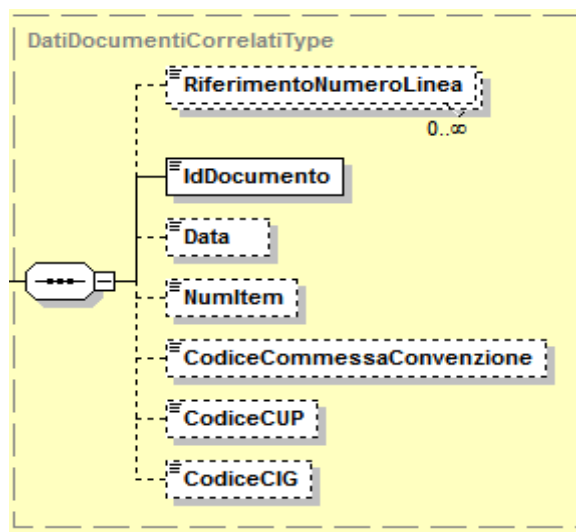 DatiDocumentiCorrelatiType
RiferimentoNumeroLinea
0..∞
IdDocumento
Data
NumItem
CodiceCommessaConvenzione
CodiceCUP
CodiceCIG